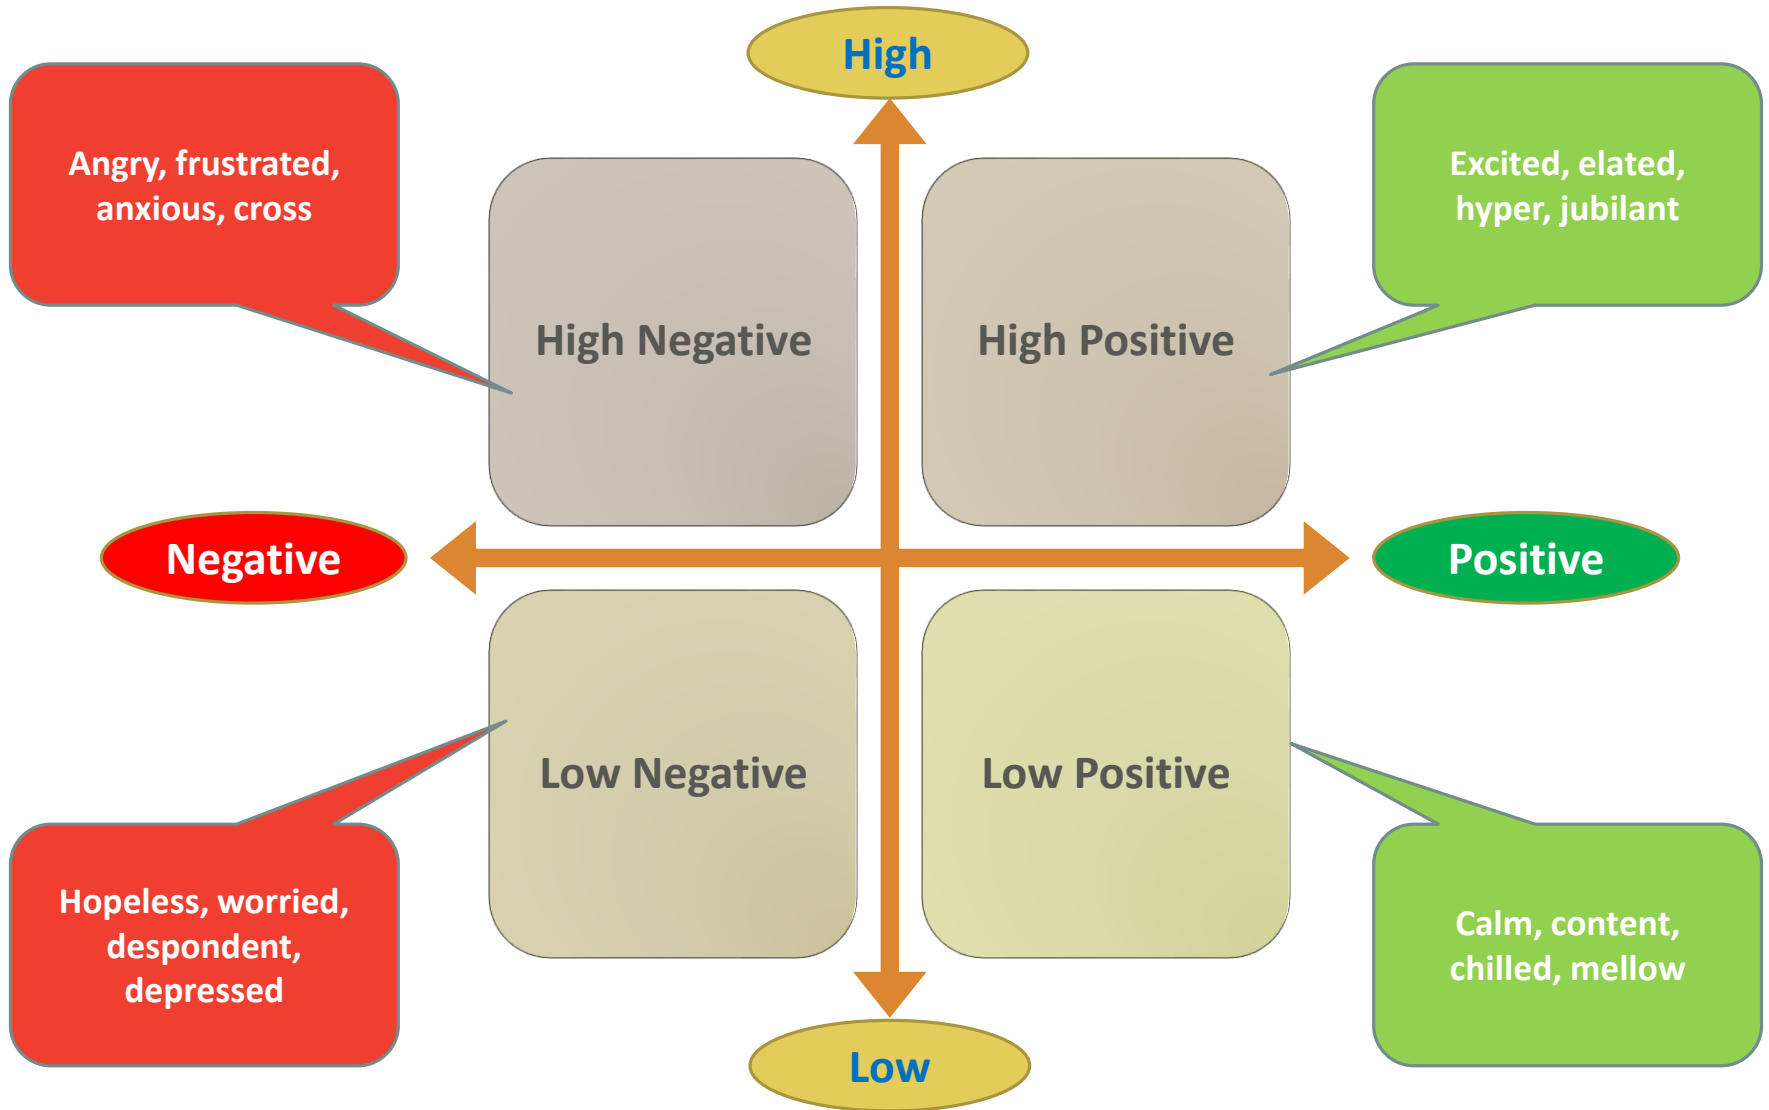 High
Angry, frustrated,
anxious, cross
Excited, elated,
hyper, jubilant
High Negative
High Positive
Negative
Positive
Low Negative
Low Positive
Hopeless, worried,
despondent,
depressed
Calm, content,
chilled, mellow
Low